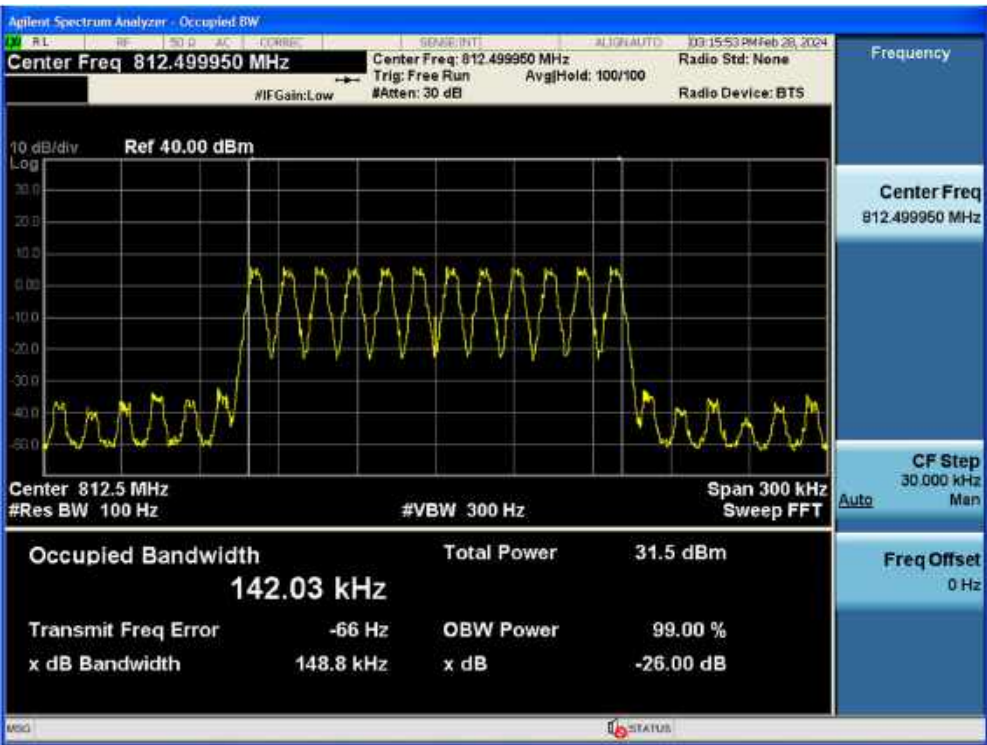 Agilent Spectrum Analyzer - Occupied BW
RL RF 50 Ω AC CORREC SENSE:INT ALIGNAUTO 03:15:53 PM Feb 28, 2024
Center Freq 812.499950 MHz
Center Freq: 812.499950 MHz
Radio Std: None
Trig: Free Run Avg|Hold: 100/100
#IFGain:Low
#Atten: 30 dB
Radio Device: BTS
10 dB/div Ref 40.00 dBm
Log
30.0
20.0
10.0
0.00
-10.0
-20.0
-30.0
-40.0
-50.0
Center 812.5 MHz Span 300 kHz
#Res BW 100 Hz #VBW 300 Hz Sweep FFT
Occupied Bandwidth Total Power 31.5 dBm
142.03 kHz
Transmit Freq Error -66 Hz OBW Power 99.00 %
x dB Bandwidth 148.8 kHz x dB -26.00 dB
MSG STATUS
Frequency
Center Freq
812.499950 MHz
CF Step
30.000 kHz
Auto Man
Freq Offset
0 Hz